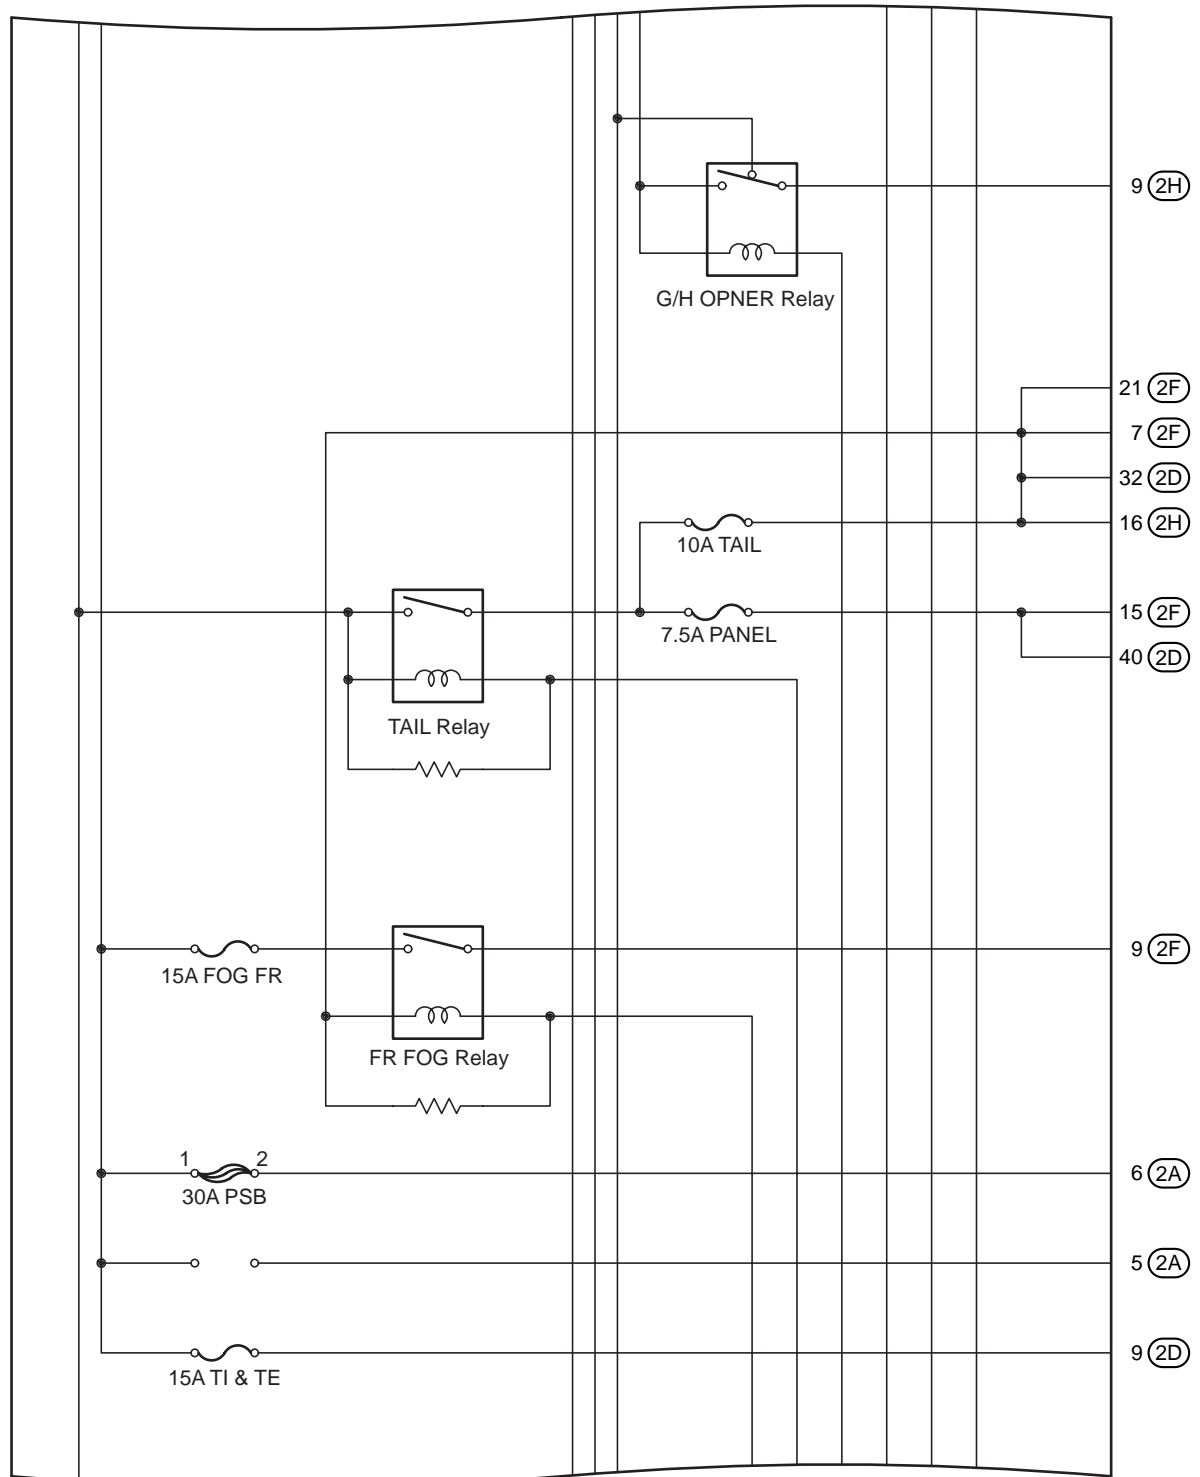 9 2H
G/H OPNER Relay
21 2F
7 2F
32 2D
16 2H
10A TAIL
15 2F
7.5A PANEL
40 2D
TAIL Relay
9 2F
15A FOG FR
FR FOG Relay
1 2
6 2A
30A PSB
5 2A
9 2D
15A TI & TE